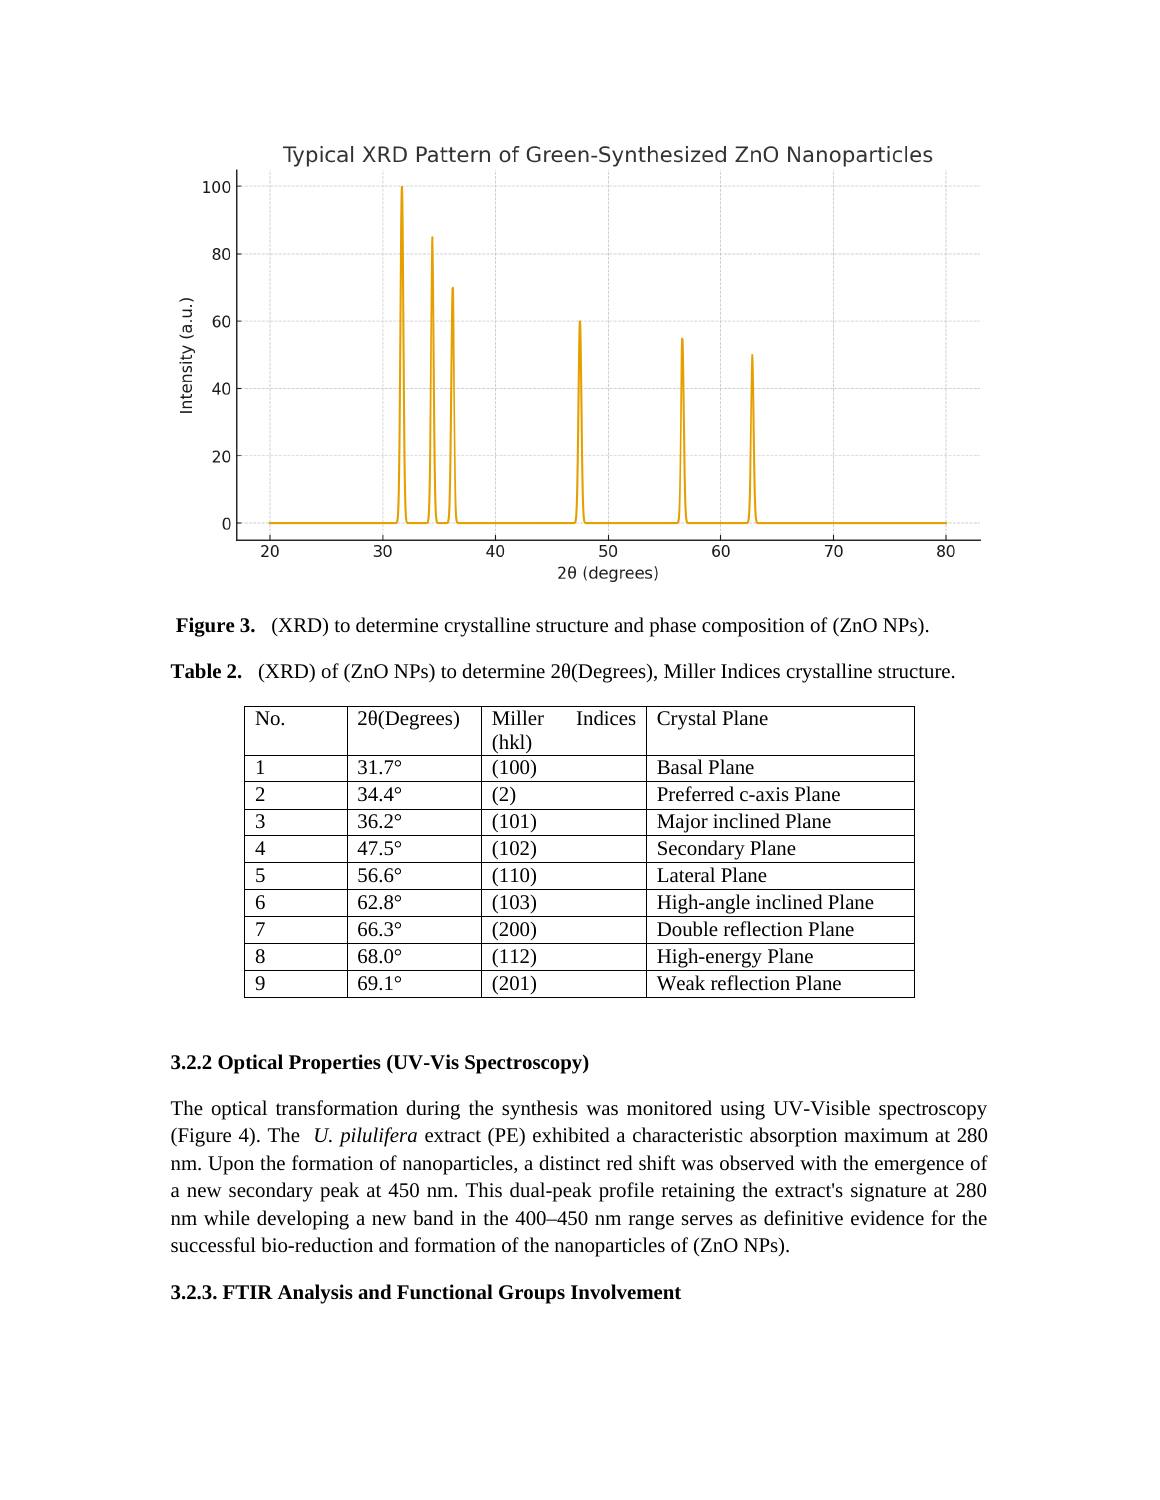 Typical XRD Pattern of Green-Synthesized ZnO Nanoparticles
100
80
60
40
20
0
Intensity (a.u.)
20 30 40 50 60 70 80
2θ (degrees)
Figure 3. (XRD) to determine crystalline structure and phase composition of (ZnO NPs).
Table 2. (XRD) of (ZnO NPs) to determine 2θ(Degrees), Miller Indices crystalline structure.
No. 2θ(Degrees) Miller Indices (hkl) Crystal Plane
1 31.7° (100) Basal Plane
2 34.4° (2) Preferred c-axis Plane
3 36.2° (101) Major inclined Plane
4 47.5° (102) Secondary Plane
5 56.6° (110) Lateral Plane
6 62.8° (103) High-angle inclined Plane
7 66.3° (200) Double reflection Plane
8 68.0° (112) High-energy Plane
9 69.1° (201) Weak reflection Plane
3.2.2 Optical Properties (UV-Vis Spectroscopy)
The optical transformation during the synthesis was monitored using UV-Visible spectroscopy
(Figure 4). The U. pilulifera extract (PE) exhibited a characteristic absorption maximum at 280
nm. Upon the formation of nanoparticles, a distinct red shift was observed with the emergence of
a new secondary peak at 450 nm. This dual-peak profile retaining the extract's signature at 280
nm while developing a new band in the 400–450 nm range serves as definitive evidence for the
successful bio-reduction and formation of the nanoparticles of (ZnO NPs).
3.2.3. FTIR Analysis and Functional Groups Involvement